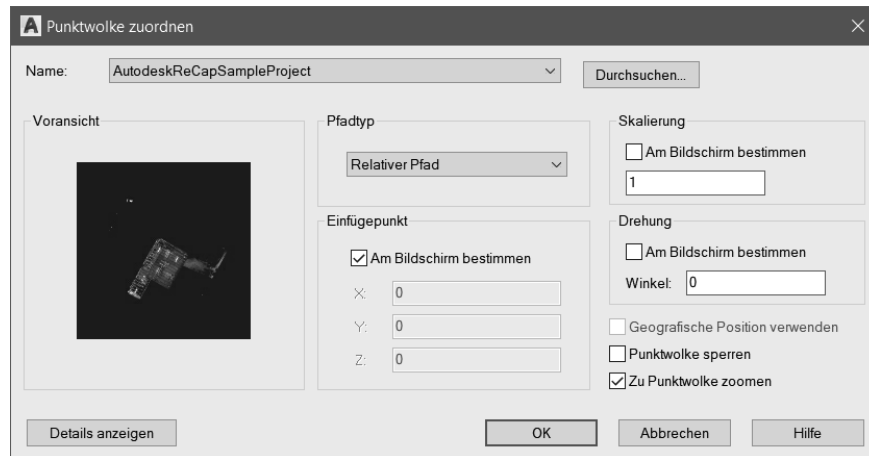 A Punktwolke zuordnen
Name: AutodeskReCapSampleProject Durchsuchen...
Voransicht
Pfadtyp
Relativer Pfad
Einfügepunkt
Am Bildschirm bestimmen
X: 0
Y: 0
Z: 0
Skalierung
Am Bildschirm bestimmen
1
Drehung
Am Bildschirm bestimmen
Winkel: 0
Geografische Position verwenden
Punktwolke sperren
Zu Punktwolke zoomen
Details anzeigen OK Abbrechen Hilfe